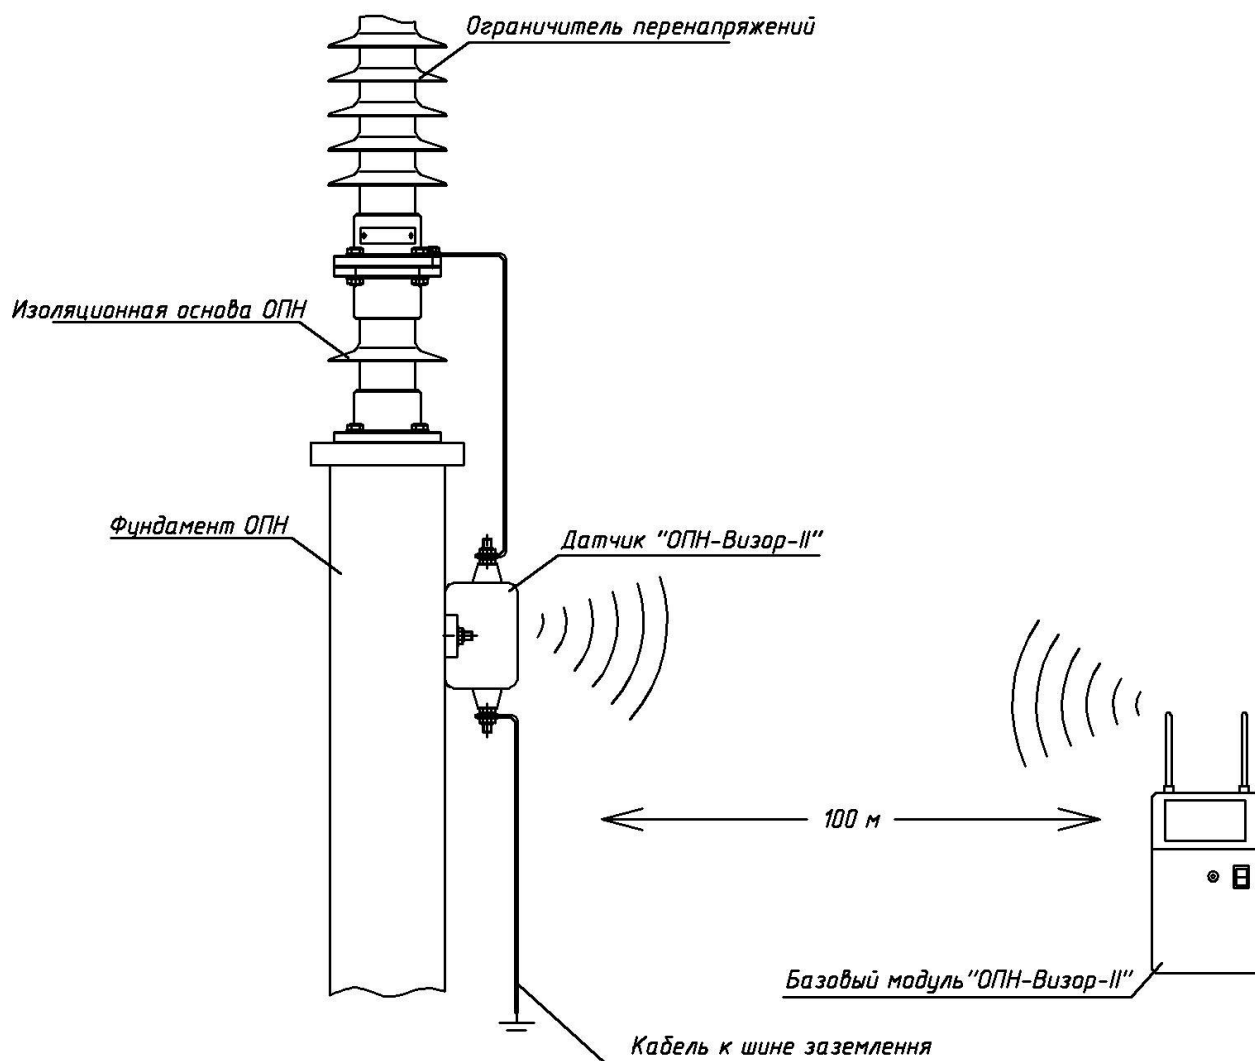 Ограничитель перенапряжений
Изоляционная основа ОПН
Фундамент ОПН
Датчик "ОПН-Визор-II"
100 м
Базовый модуль"ОПН-Визор-II"
Кабель к шине заземлення